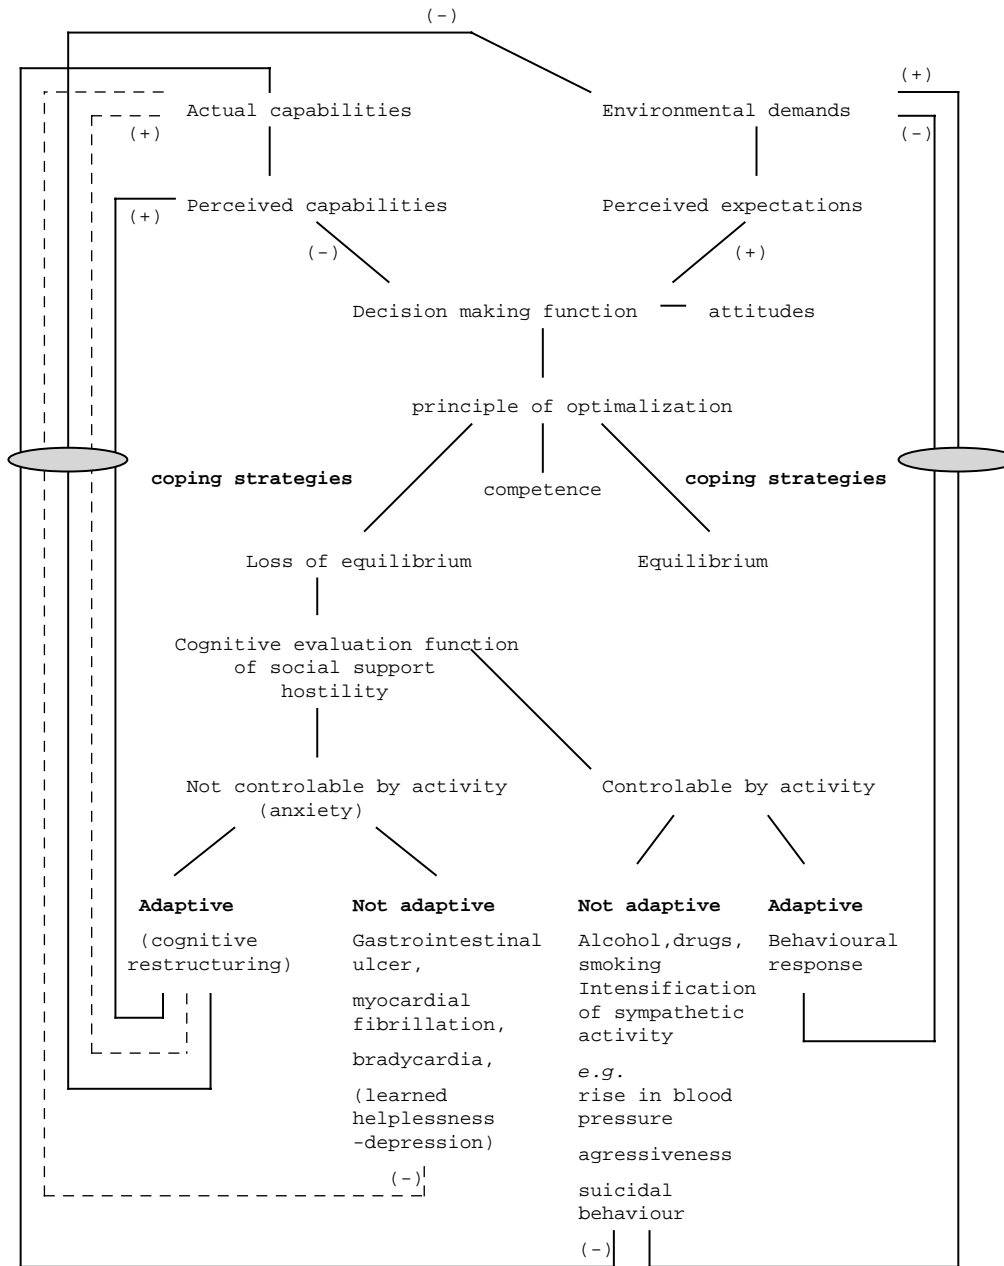 (-)
(+)
Actual capabilities
Environmental demands
(+)
(-)
(+)
Perceived capabilities
Perceived expectations
(-)
(+)
Decision making function
attitudes
principle of optimalization
coping strategies
competence
coping strategies
Loss of equilibrium
Equilibrium
Cognitive evaluation function
of social support
hostility
Not controlable by activity
(anxiety)
Controlable by activity
Adaptive
(cognitive
restructuring)
Not adaptive
Gastrointestinal
ulcer,
myocardial
fibrillation,
bradycardia,
(learned
helplessness
-depression)
(-)
Not adaptive
Alcohol,drugs,
smoking
Intensification
of sympathetic
activity
e.g.
rise in blood
pressure
agressiveness
suicidal
behaviour
(-)
Adaptive
Behavioural
response